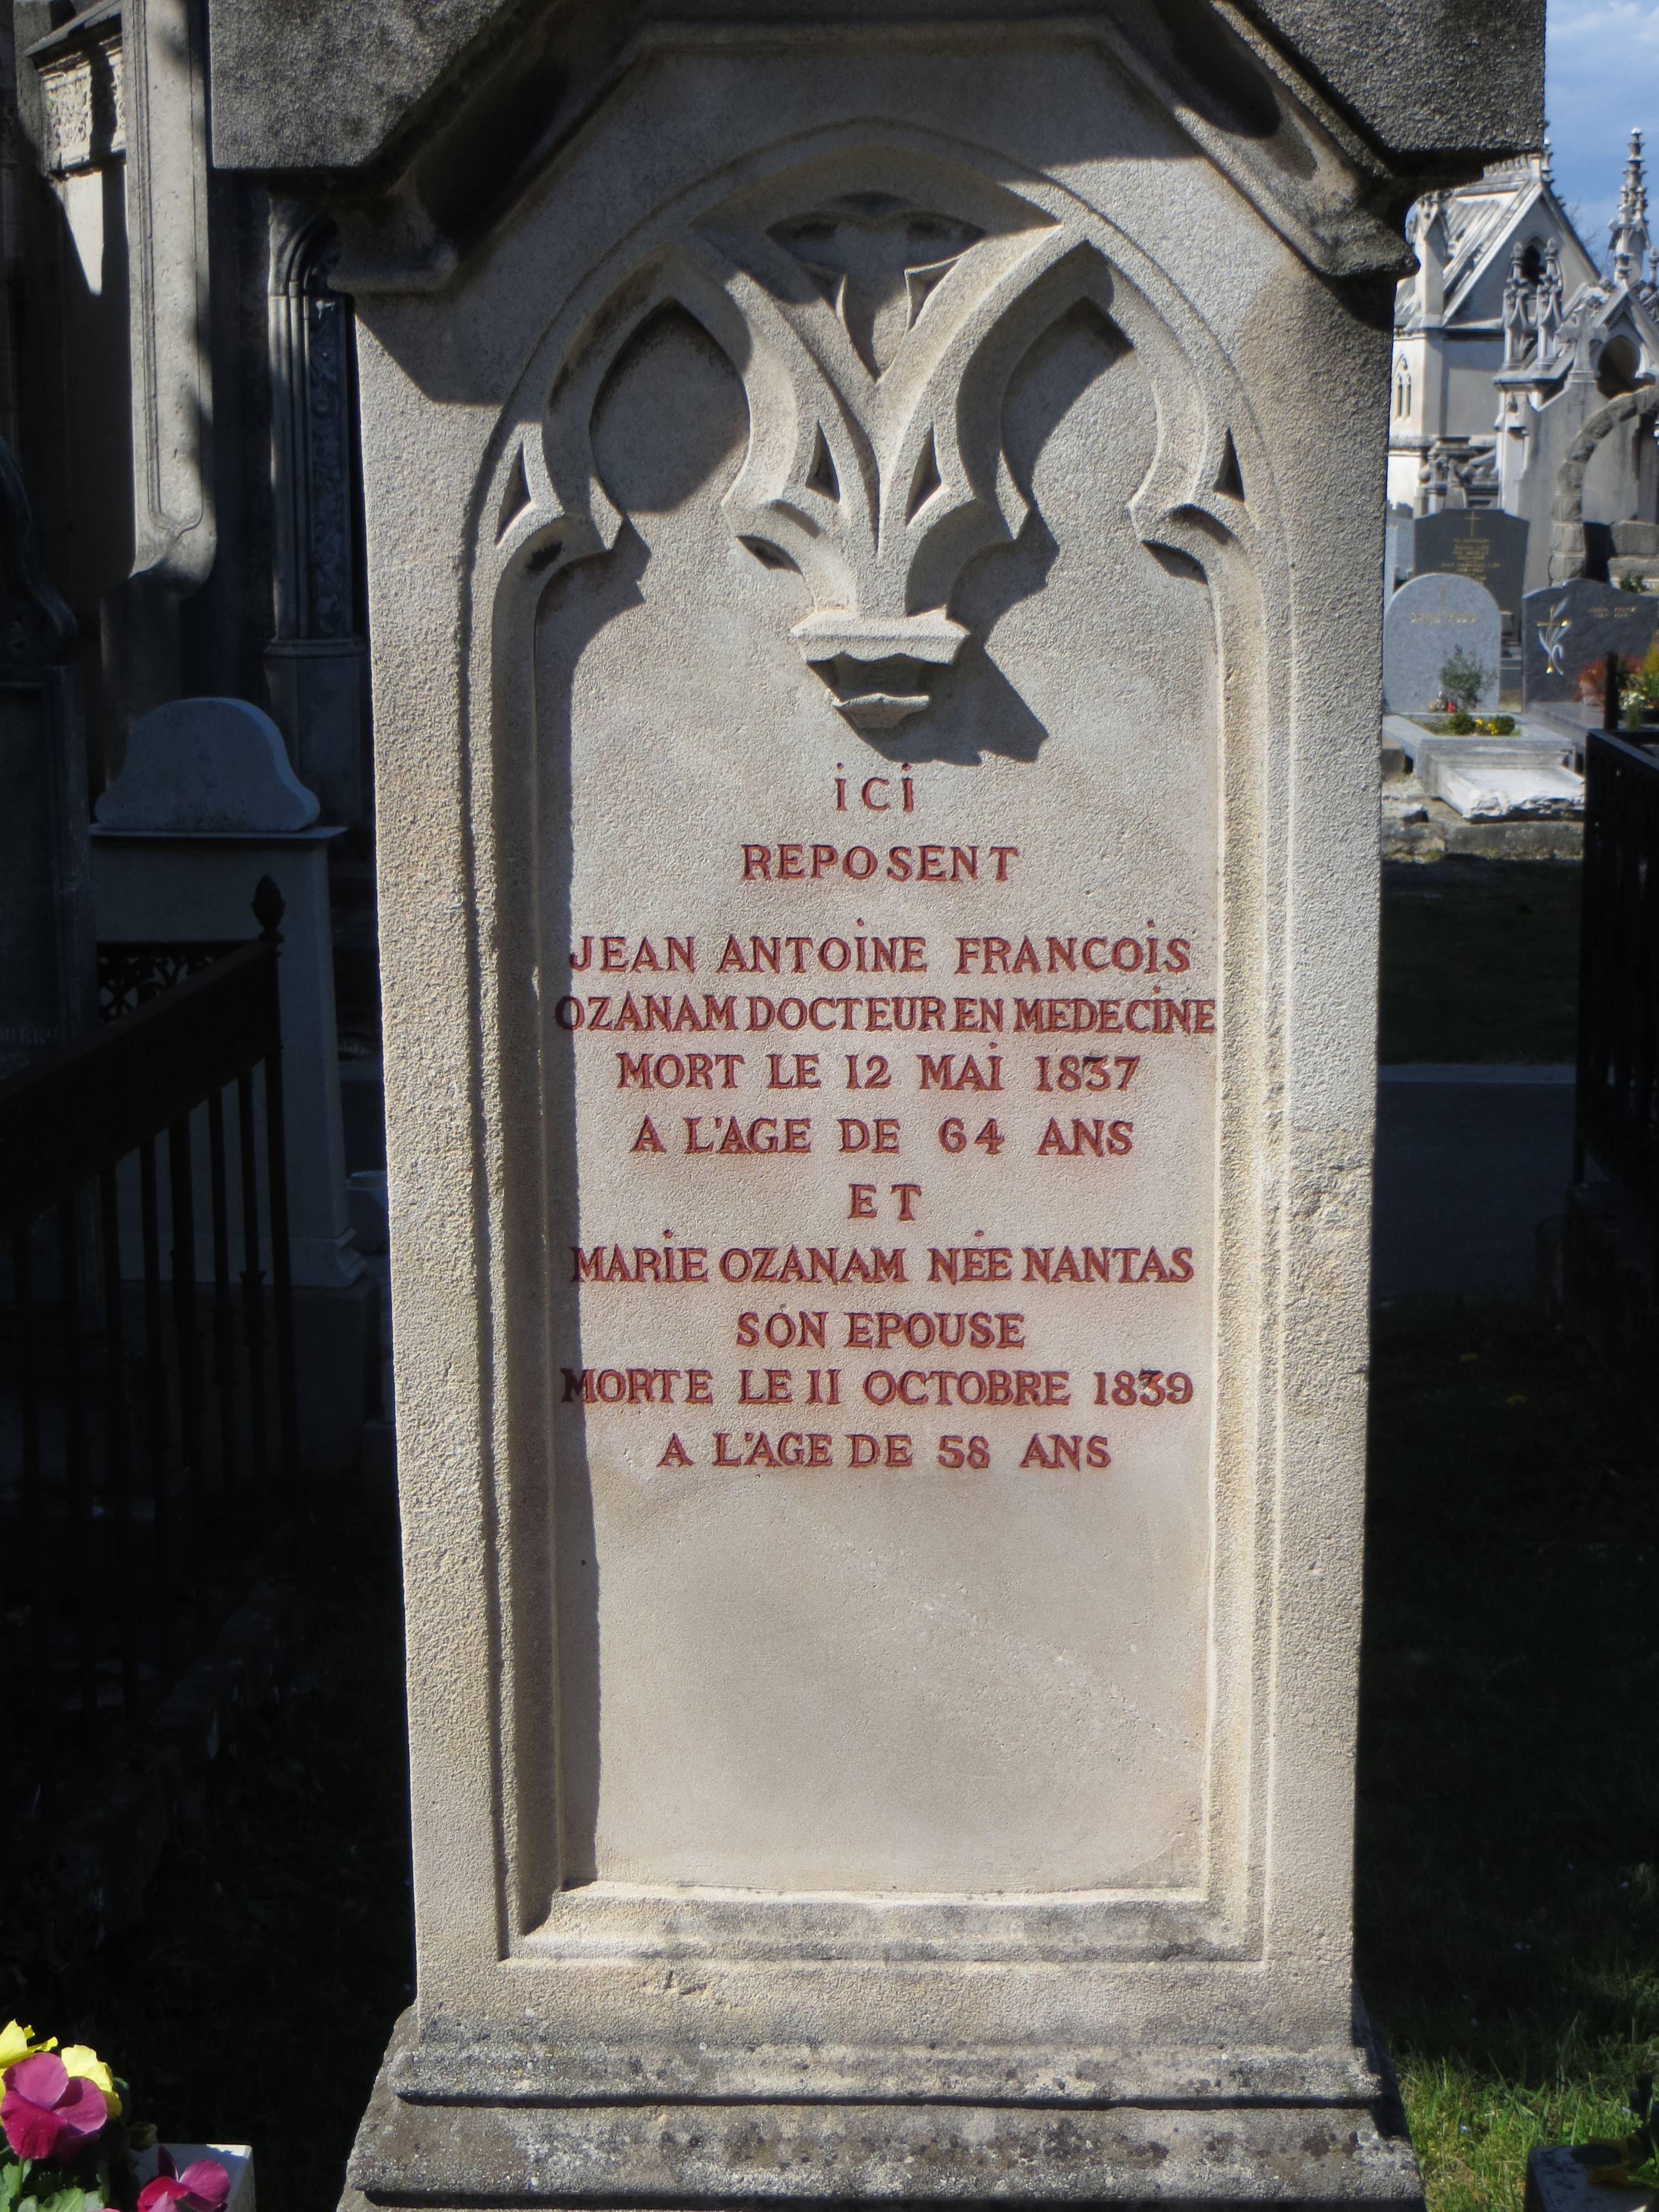 iCi
REPOSENT
JEAN ANTOiNE FRANCOiS
OZANAM DOCTEUR EN MEDECiNE
MORT LE 12 MAi 1837
A L'AGE DE 64 ANS
ET
MARiE OZANAM NÉE NANTAS
SON EPOUSE
MORTE LE 11 OCTOBRE 1839
A L'AGE DE 58 ANS